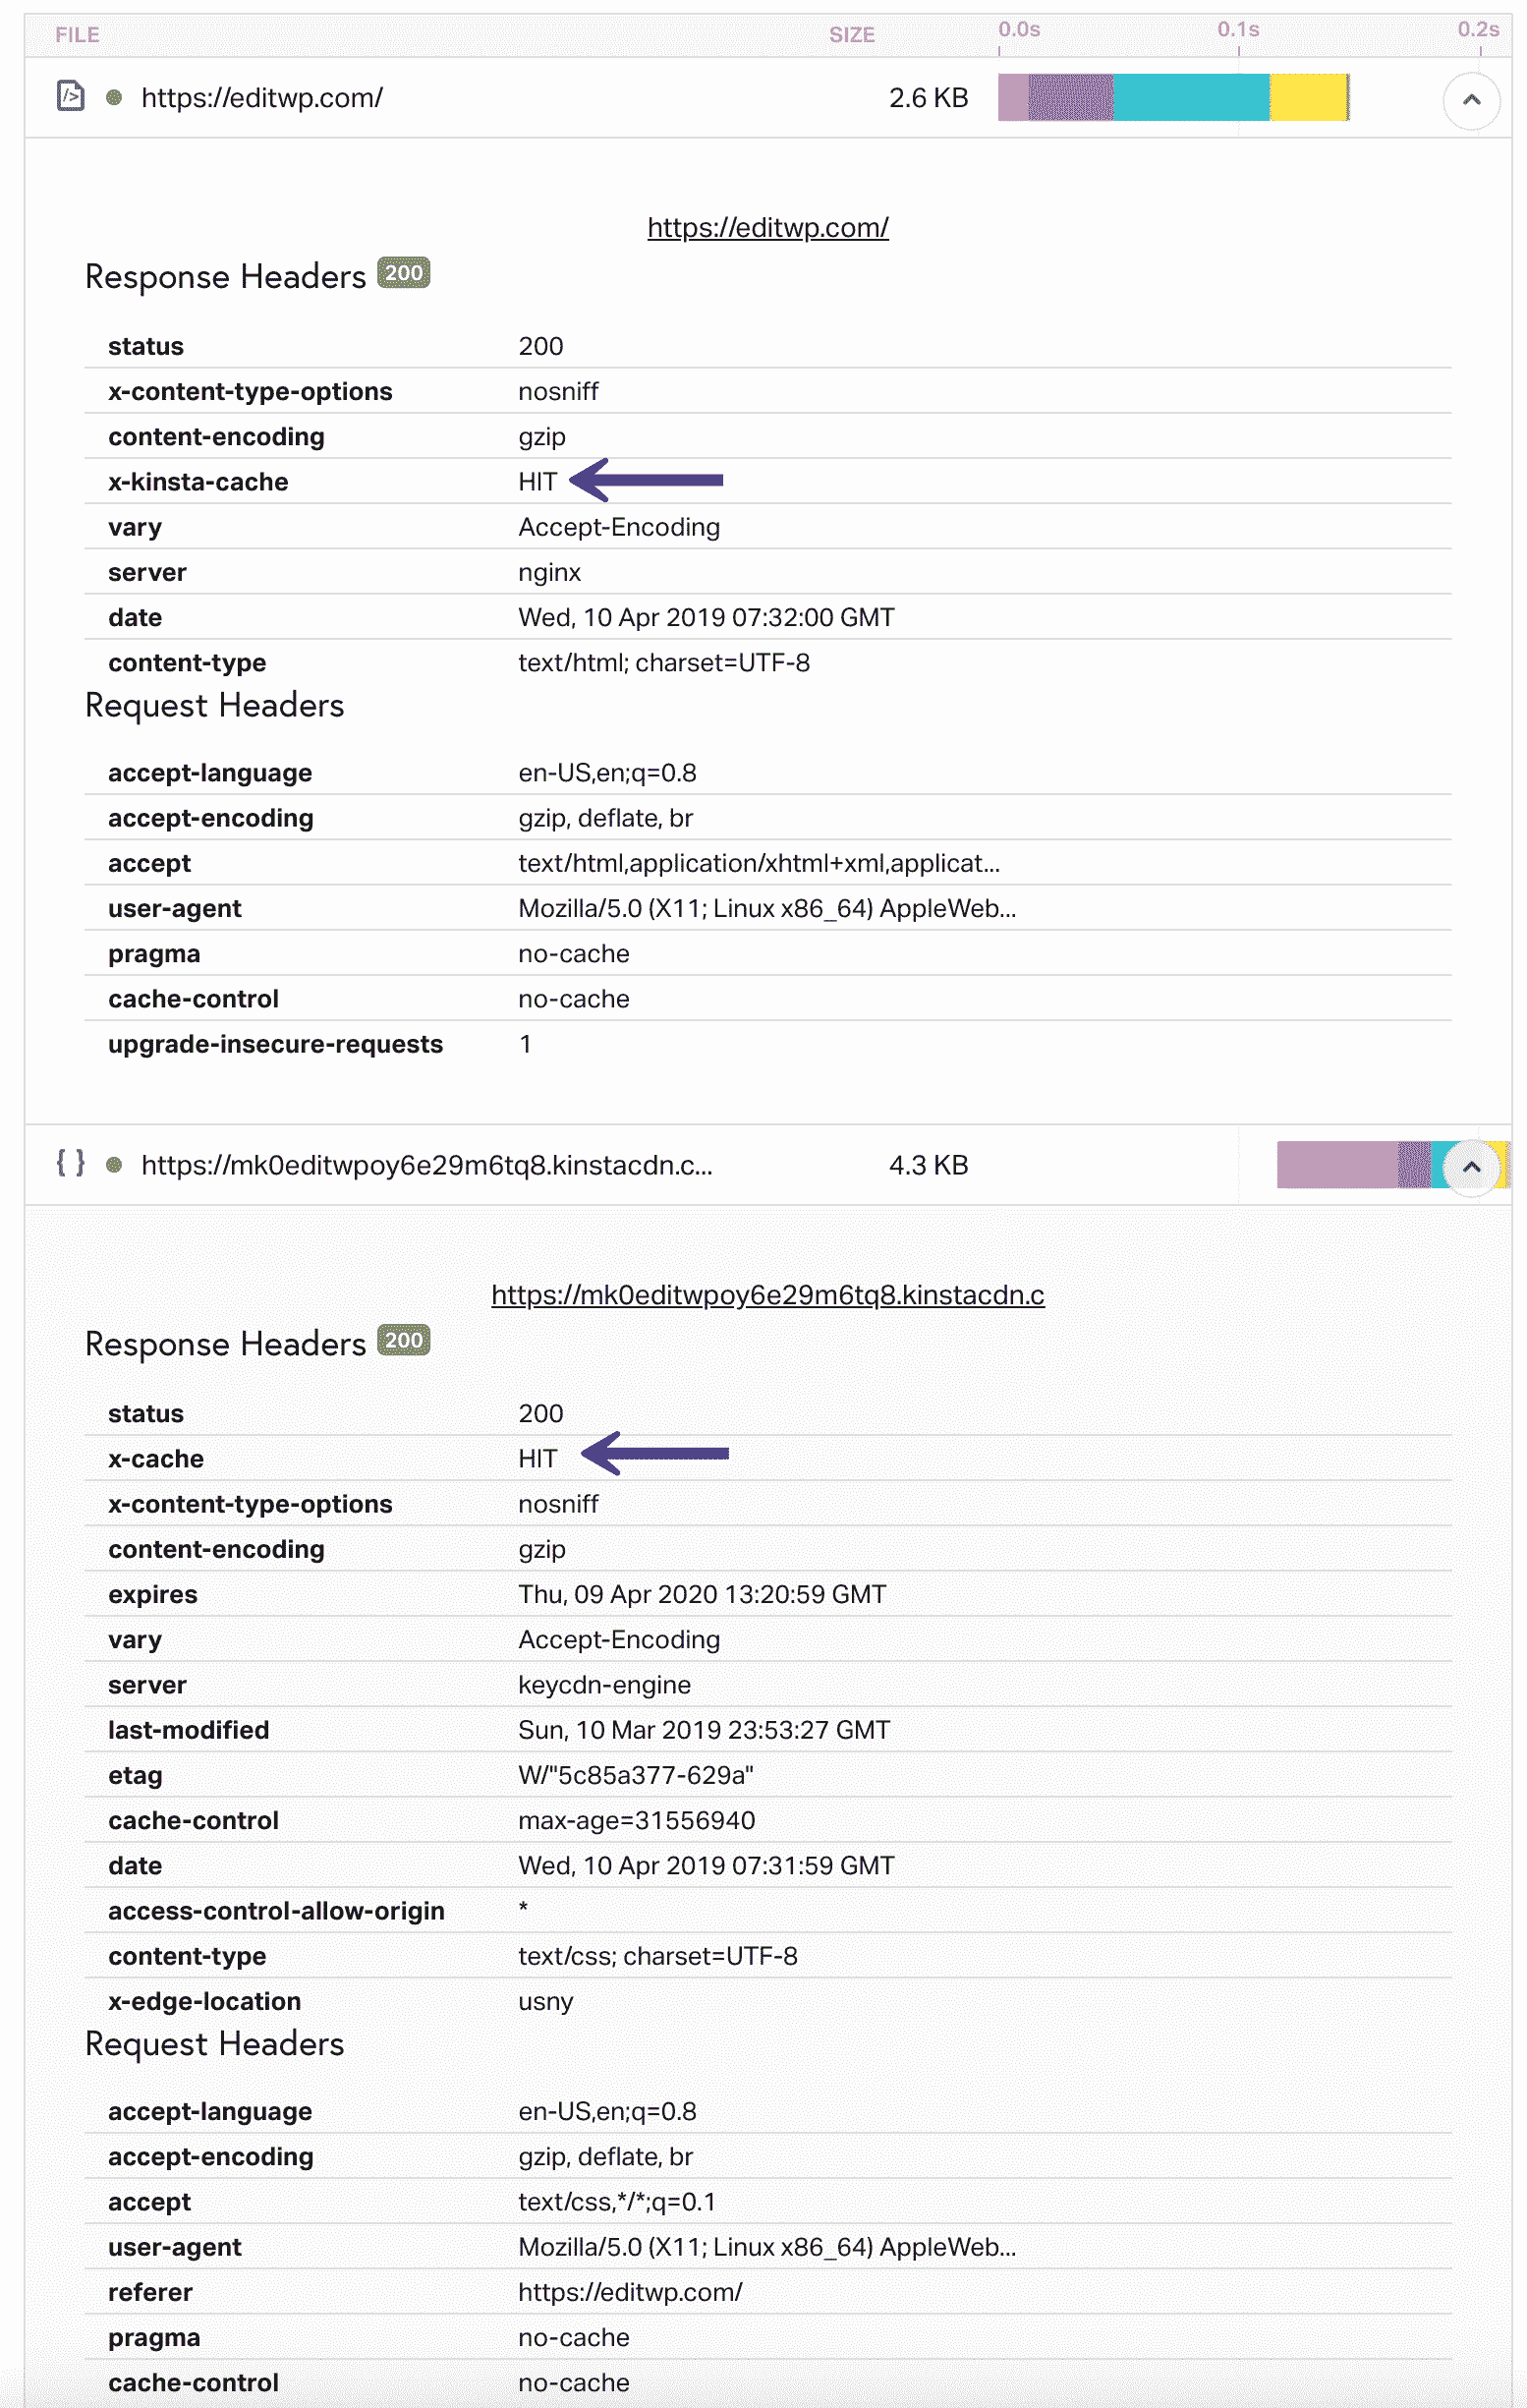 FILE SIZE 0.0s 0.1s 0.2s
https://editwp.com/ 2.6 KB
https://editwp.com/
Response Headers 200
status 200
x-content-type-options nosniff
content-encoding gzip
x-kinsta-cache HIT
vary Accept-Encoding
server nginx
date Wed, 10 Apr 2019 07:32:00 GMT
content-type text/html; charset=UTF-8
Request Headers
accept-language en-US,en;q=0.8
accept-encoding gzip, deflate, br
accept text/html,application/xhtml+xml,applicat...
user-agent Mozilla/5.0 (X11; Linux x86_64) AppleWeb...
pragma no-cache
cache-control no-cache
upgrade-insecure-requests 1
https://mk0editwpoy6e29m6tq8.kinstacdn.c... 4.3 KB
https://mk0editwpoy6e29m6tq8.kinstacdn.c
Response Headers 200
status 200
x-cache HIT
x-content-type-options nosniff
content-encoding gzip
expires Thu, 09 Apr 2020 13:20:59 GMT
vary Accept-Encoding
server keycdn-engine
last-modified Sun, 10 Mar 2019 23:53:27 GMT
etag W/"5c85a377-629a"
cache-control max-age=31556940
date Wed, 10 Apr 2019 07:31:59 GMT
access-control-allow-origin *
content-type text/css; charset=UTF-8
x-edge-location usny
Request Headers
accept-language en-US,en;q=0.8
accept-encoding gzip, deflate, br
accept text/css,*/*;q=0.1
user-agent Mozilla/5.0 (X11; Linux x86_64) AppleWeb...
referer https://editwp.com/
pragma no-cache
cache-control no-cache